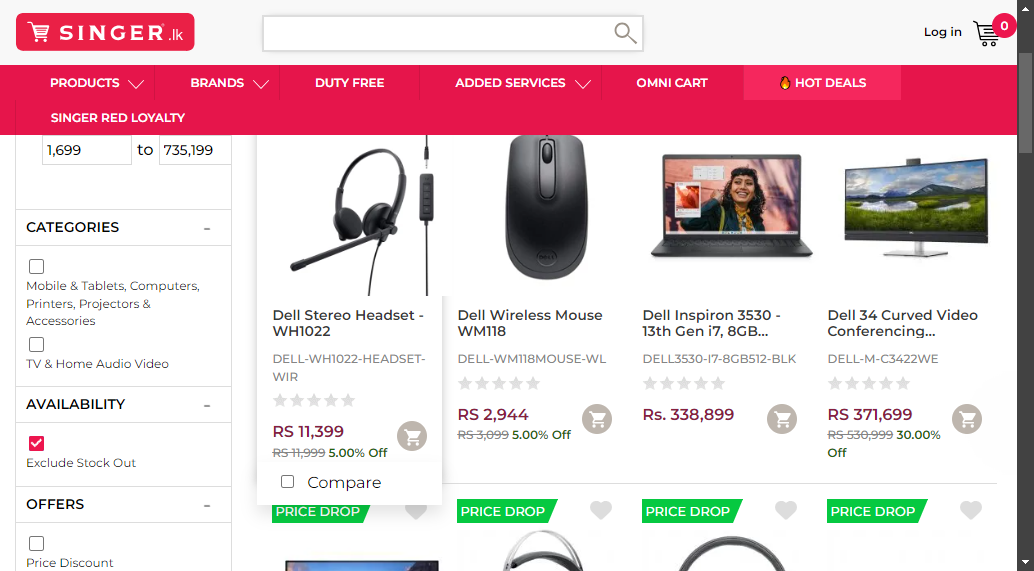 SINGER.lk
Log in
0
PRODUCTS
BRANDS
DUTY FREE
ADDED SERVICES
OMNI CART
HOT DEALS
SINGER RED LOYALTY
1,699 to 735,199
CATEGORIES -
Mobile & Tablets, Computers,
Printers, Projectors &
Accessories
TV & Home Audio Video
AVAILABILITY -
Exclude Stock Out
OFFERS -
Price Discount
Dell Stereo Headset -
WH1022
DELL-WH1022-HEADSET-
WIR
RS 11,399
RS 11,999 5.00% Off
Compare
Dell Wireless Mouse
WM118
DELL-WM118MOUSE-WL
RS 2,944
RS 3,099 5.00% Off
Dell Inspiron 3530 -
13th Gen i7, 8GB...
DELL3530-I7-8GB512-BLK
Rs. 338,899
Dell 34 Curved Video
Conferencing...
DELL-M-C3422WE
RS 371,699
RS 530,999 30.00%
Off
PRICE DROP
PRICE DROP
PRICE DROP
PRICE DROP